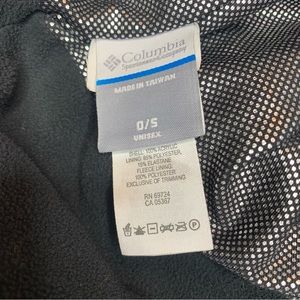 Columbia
Sportswear Company
MADE IN TAIWAN
O/S
UNISEX
SHELL: 100% ACRYLIC
LINING: 85% POLYESTER
15% ELASTANE
FLEECE LINING:
100% POLYESTER
EXCLUSIVE OF TRIMMING.
RN 69724
CA 05367